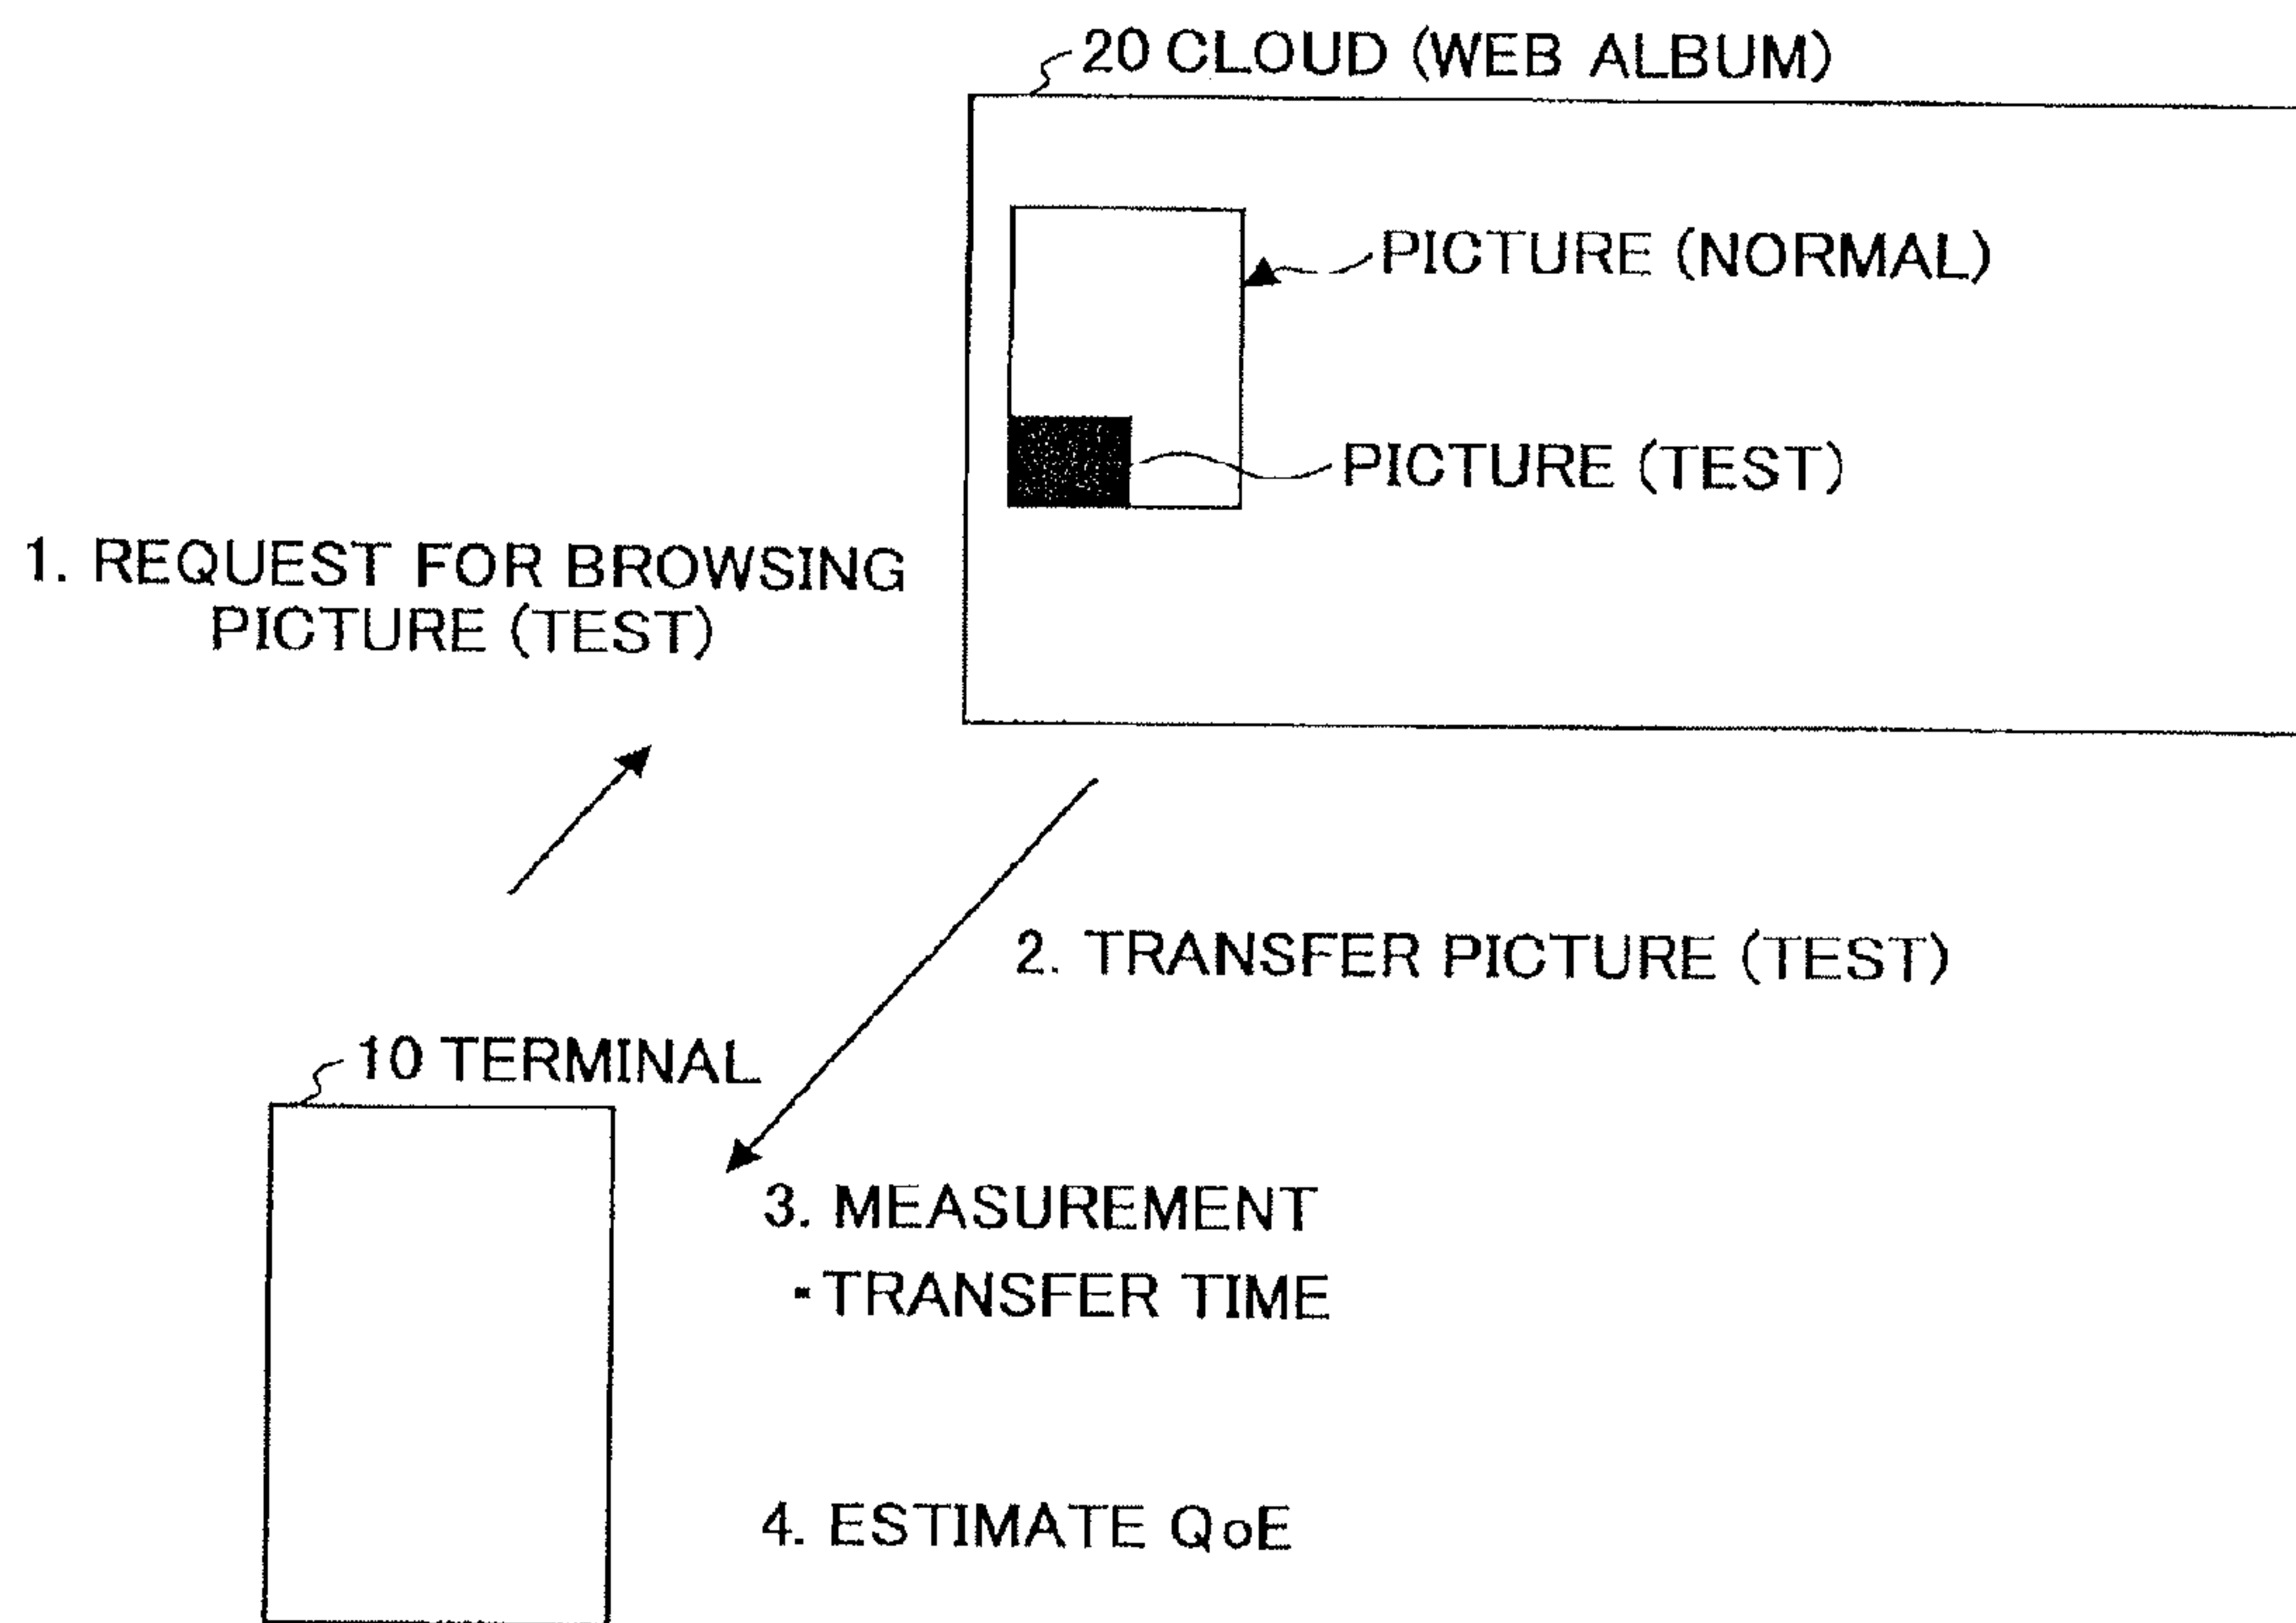 20 CLOUD (WEB ALBUM)
PICTURE (NORMAL)
PICTURE (TEST)
1. REQUEST FOR BROWSING
PICTURE (TEST)
2. TRANSFER PICTURE (TEST)
10 TERMINAL
3. MEASUREMENT
・TRANSFER TIME
4. ESTIMATE QoE